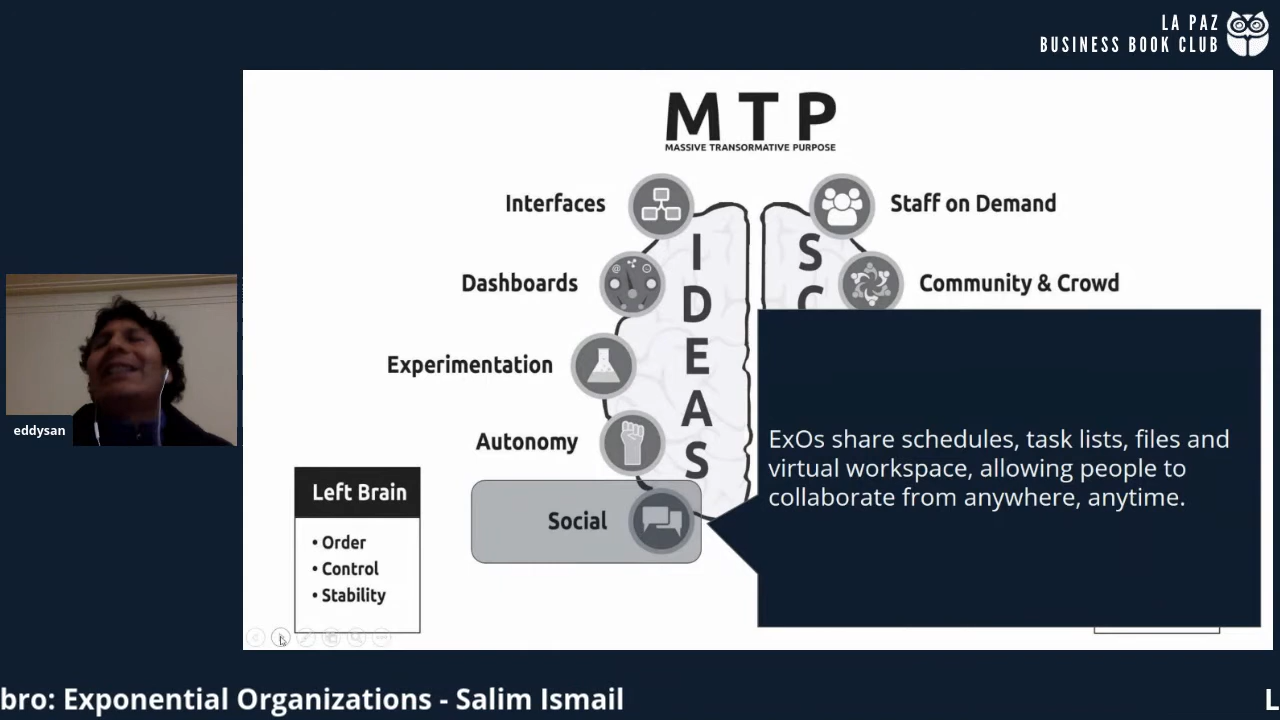 LA PAZ
BUSINESS BOOK CLUB
MTP
MASSIVE TRANSORMATIVE PURPOSE
Interfaces
Staff on Demand
Dashboards
Community & Crowd
Experimentation
Autonomy
Social
I
D
E
A
S
S
C
ExOs share schedules, task lists, files and
virtual workspace, allowing people to
collaborate from anywhere, anytime.
Left Brain
• Order
• Control
• Stability
eddysan
bro: Exponential Organizations - Salim Ismail
L